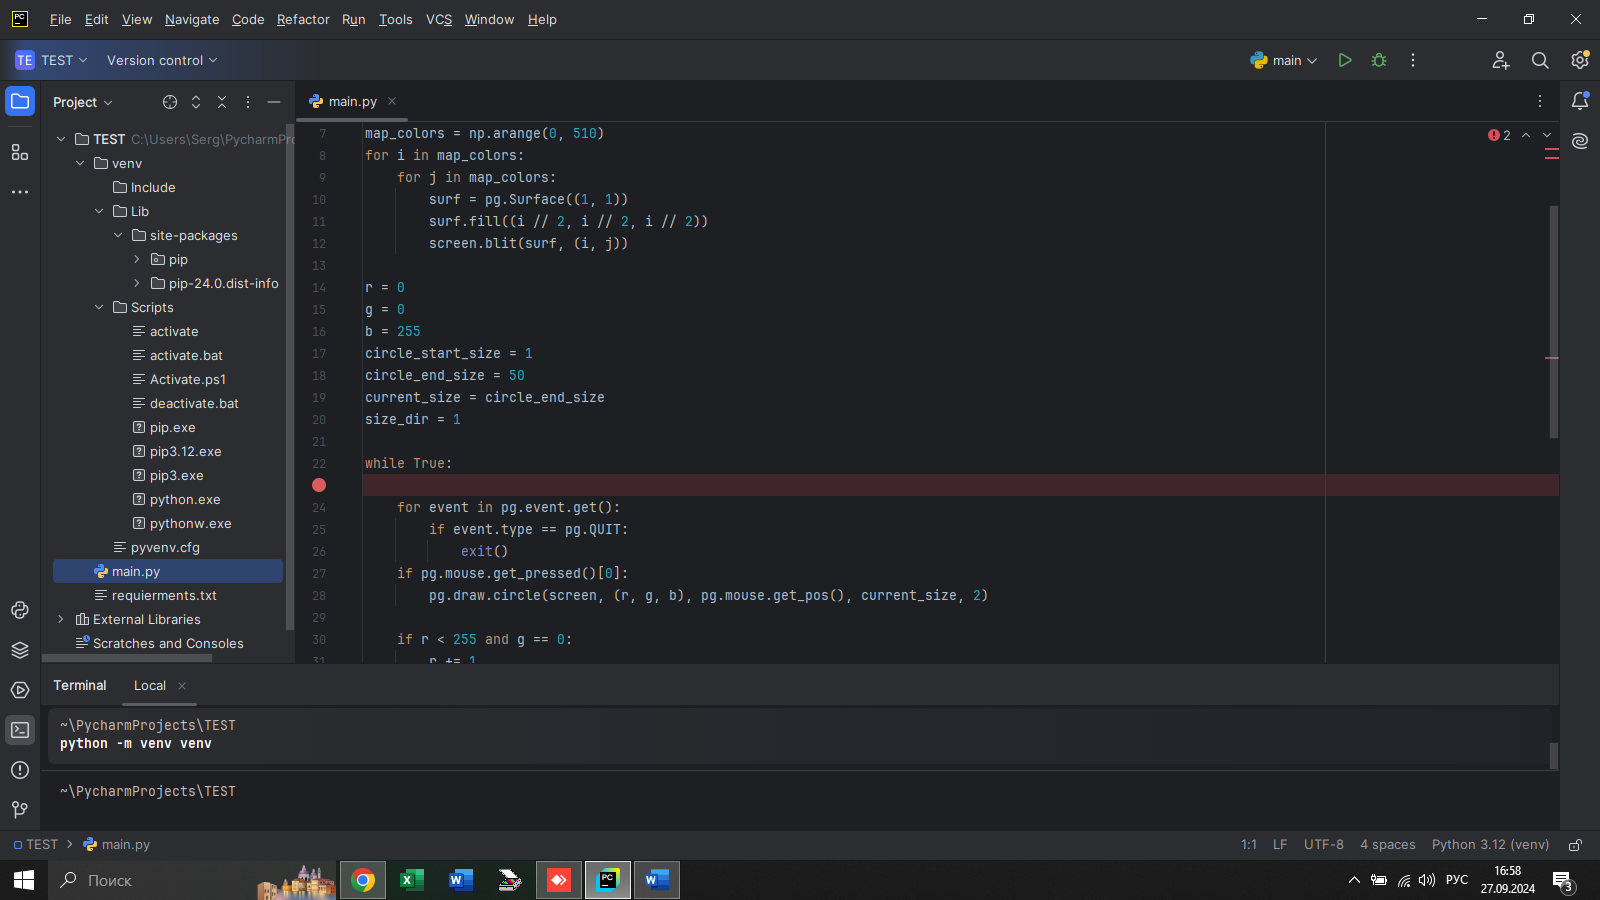 PC File Edit View Navigate Code Refactor Run Tools VCS Window Help
TE TEST Version control main
Project
main.py
TEST C:\Users\Serg\PycharmPro
venv
Include
Lib
site-packages
pip
pip-24.0.dist-info
Scripts
activate
activate.bat
Activate.ps1
deactivate.bat
pip.exe
pip3.12.exe
pip3.exe
python.exe
pythonw.exe
pyvenv.cfg
main.py
requierments.txt
External Libraries
Scratches and Consoles
2
7 map_colors = np.arange(0, 510)
8 for i in map_colors:
9 for j in map_colors:
10 surf = pg.Surface((1, 1))
11 surf.fill((i // 2, i // 2, i // 2))
12 screen.blit(surf, (i, j))
13
14 r = 0
15 g = 0
16 b = 255
17 circle_start_size = 1
18 circle_end_size = 50
19 current_size = circle_end_size
20 size_dir = 1
21
22 while True:
24 for event in pg.event.get():
25 if event.type == pg.QUIT:
26 exit()
27 if pg.mouse.get_pressed()[0]:
28 pg.draw.circle(screen, (r, g, b), pg.mouse.get_pos(), current_size, 2)
29
30 if r < 255 and g == 0:
31 r += 1
Terminal Local
~\PycharmProjects\TEST
python -m venv venv
~\PycharmProjects\TEST
TEST main.py
1:1 LF UTF-8 4 spaces Python 3.12 (venv)
Поиск
РУС
16:58
27.09.2024
3